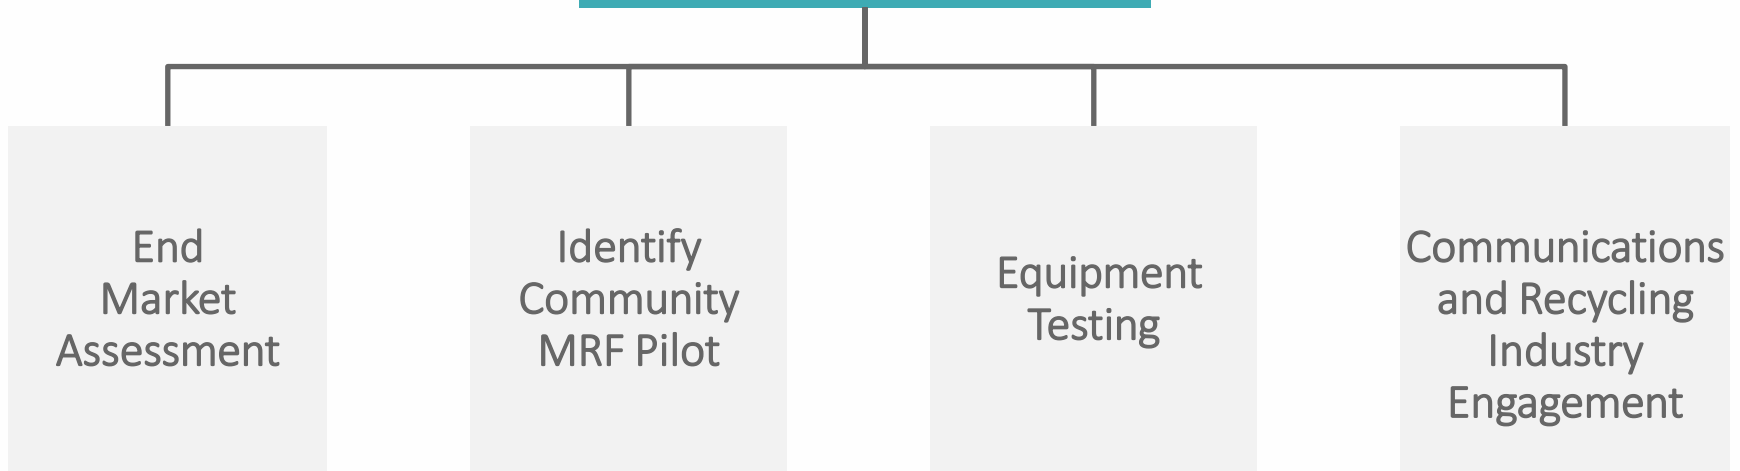 End
Market
Assessment
Identify
Community
MRF Pilot
Equipment
Testing
Communications
and Recycling
Industry
Engagement